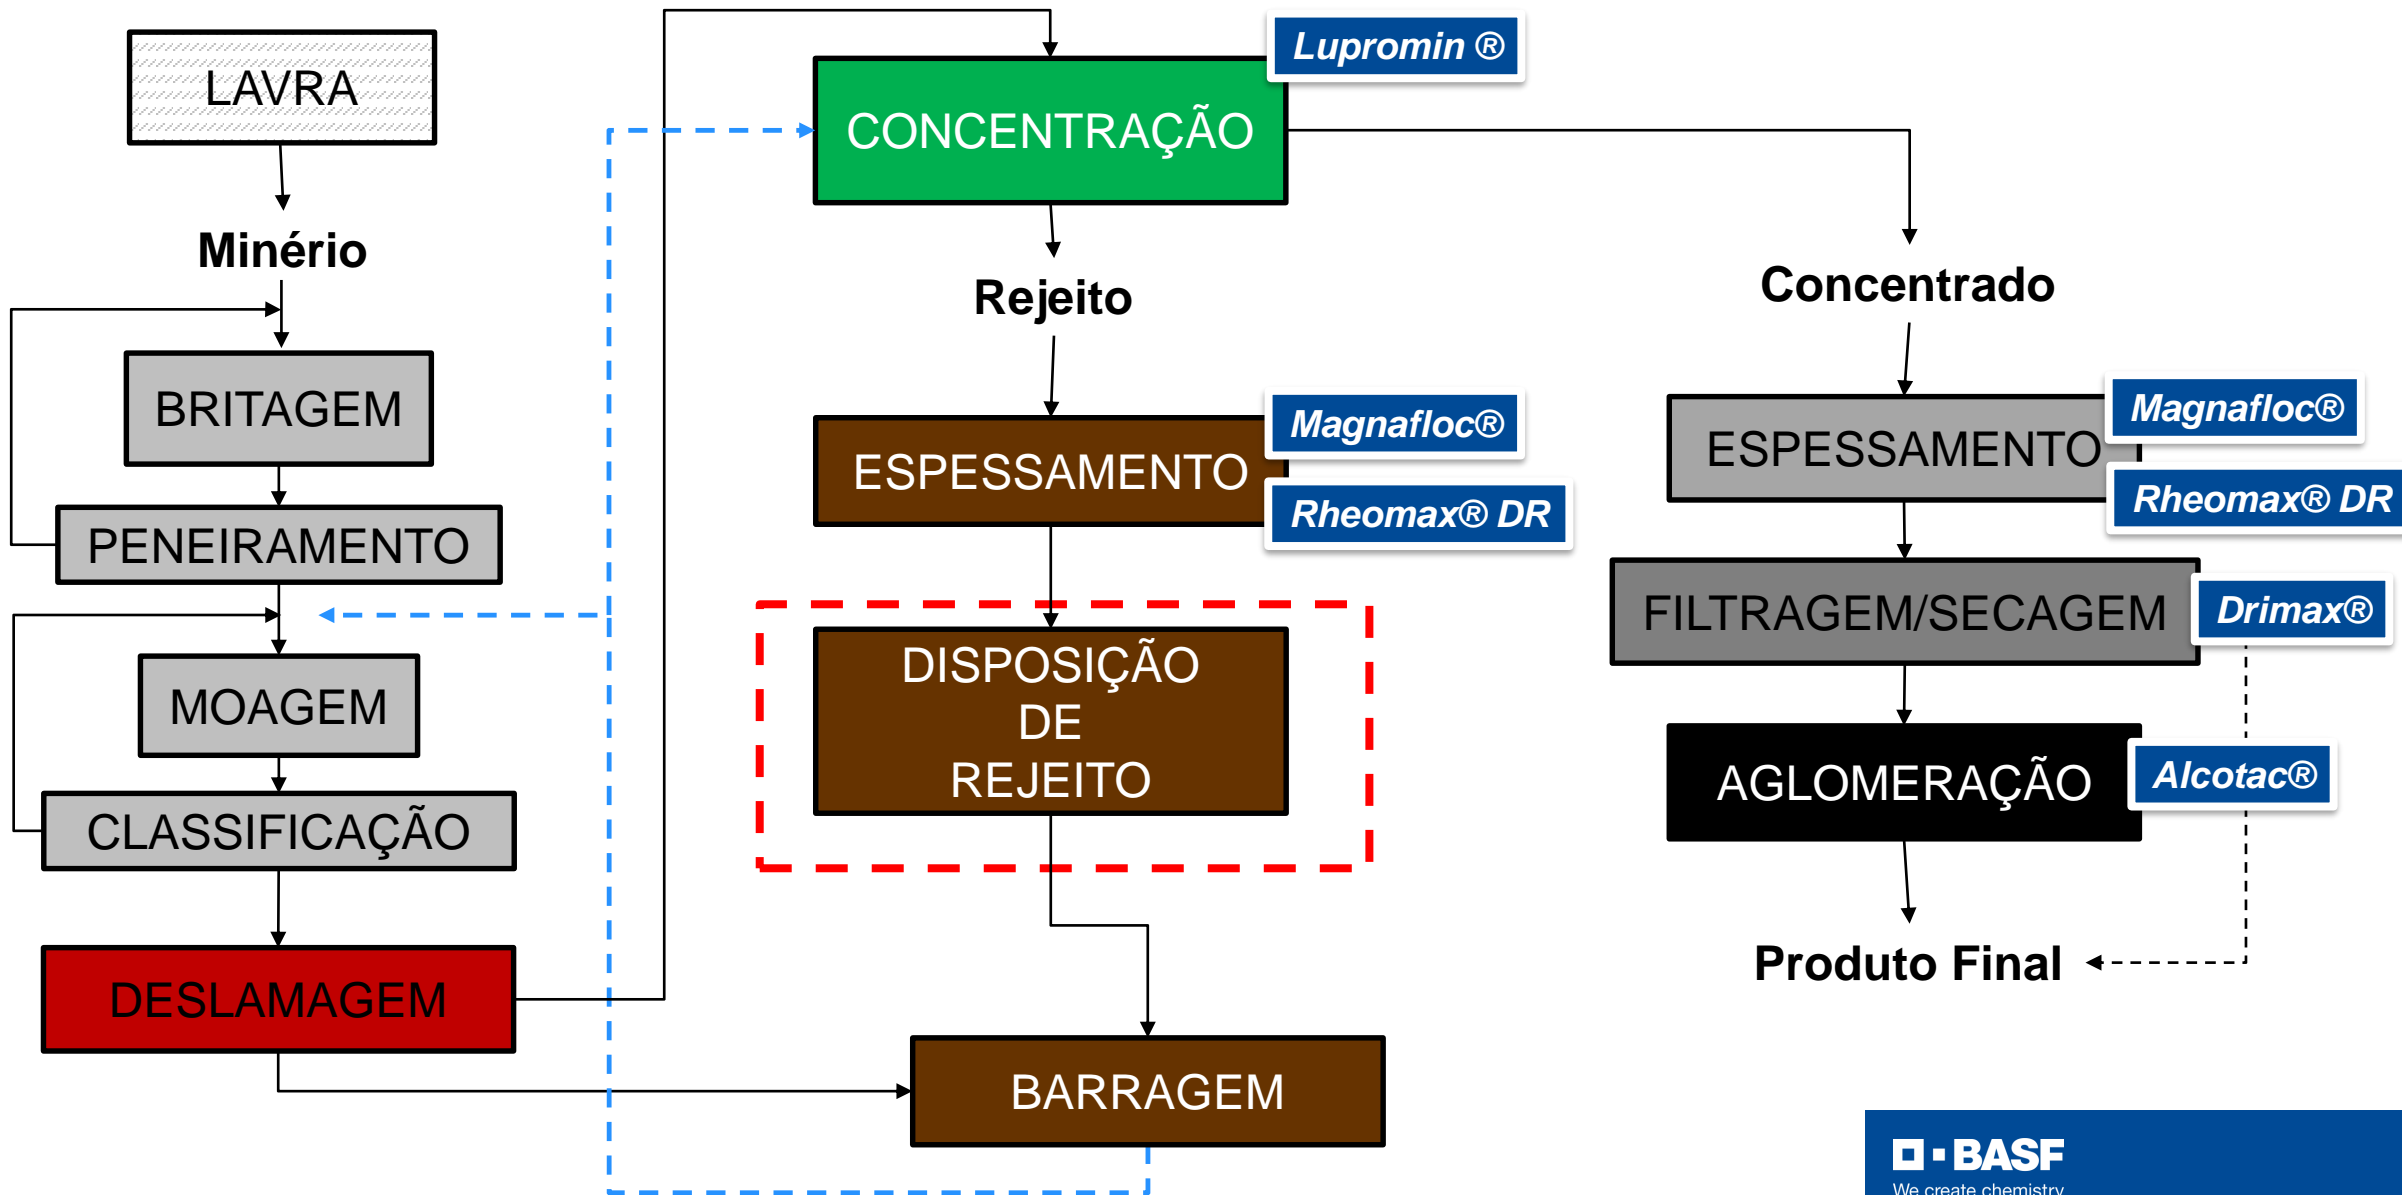 LAVRA
Minério
BRITAGEM
PENEIRAMENTO
MOAGEM
CLASSIFICAÇÃO
DESLAMAGEM
Lupromin ®
CONCENTRAÇÃO
Rejeito
Magnafloc®
ESPESSAMENTO
Rheomax® DR
DISPOSIÇÃO
DE
REJEITO
BARRAGEM
Concentrado
Magnafloc®
ESPESSAMENTO
Rheomax® DR
FILTRAGEM/SECAGEM
Drimax®
AGLOMERAÇÃO
Alcotac®
Produto Final
BASF
We create chemistry